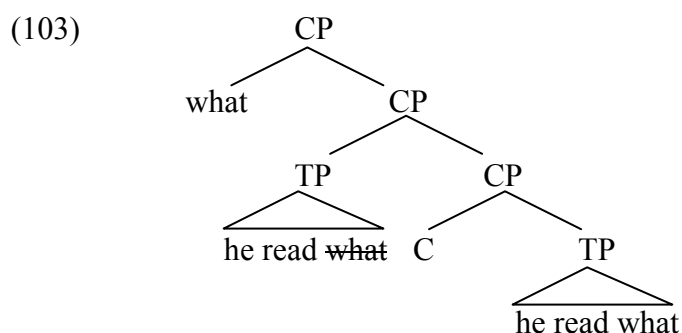 (103) CP
what CP
TP CP
he read what C TP
he read what